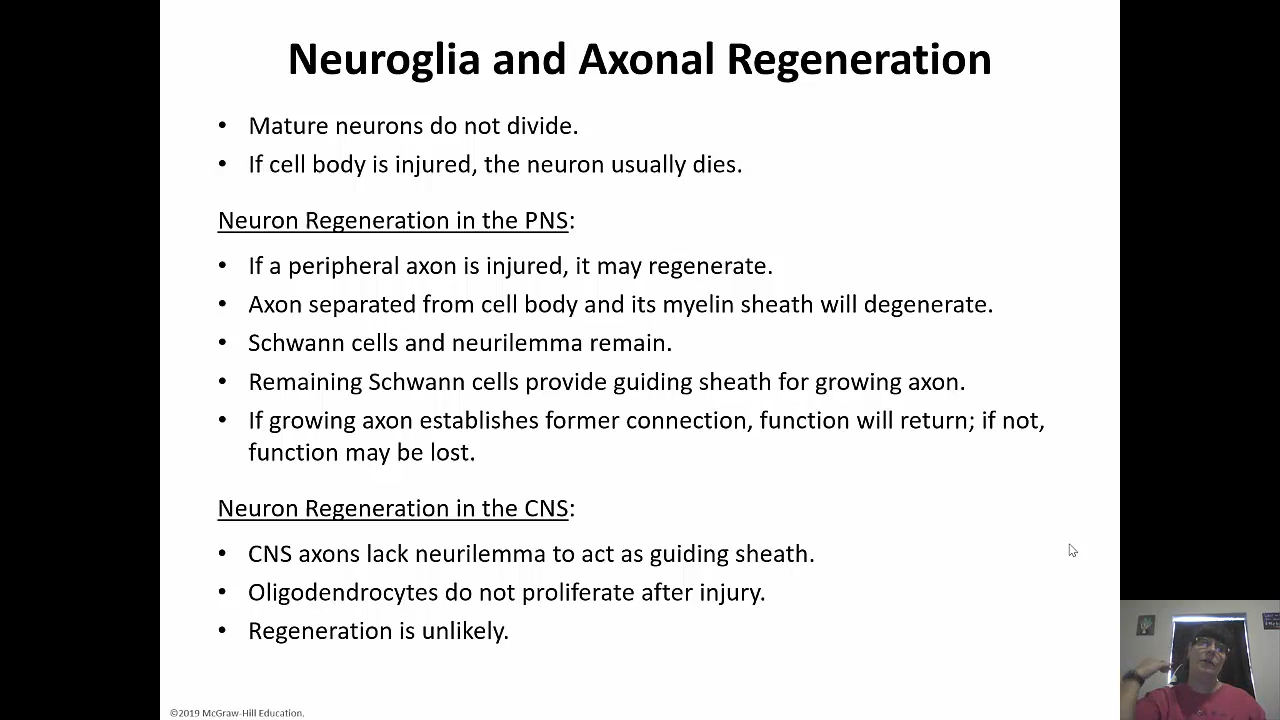 Neuroglia and Axonal Regeneration
• Mature neurons do not divide.
• If cell body is injured, the neuron usually dies.
Neuron Regeneration in the PNS:
• If a peripheral axon is injured, it may regenerate.
• Axon separated from cell body and its myelin sheath will degenerate.
• Schwann cells and neurilemma remain.
• Remaining Schwann cells provide guiding sheath for growing axon.
• If growing axon establishes former connection, function will return; if not,
function may be lost.
Neuron Regeneration in the CNS:
• CNS axons lack neurilemma to act as guiding sheath.
• Oligodendrocytes do not proliferate after injury.
• Regeneration is unlikely.
©2019 McGraw-Hill Education.